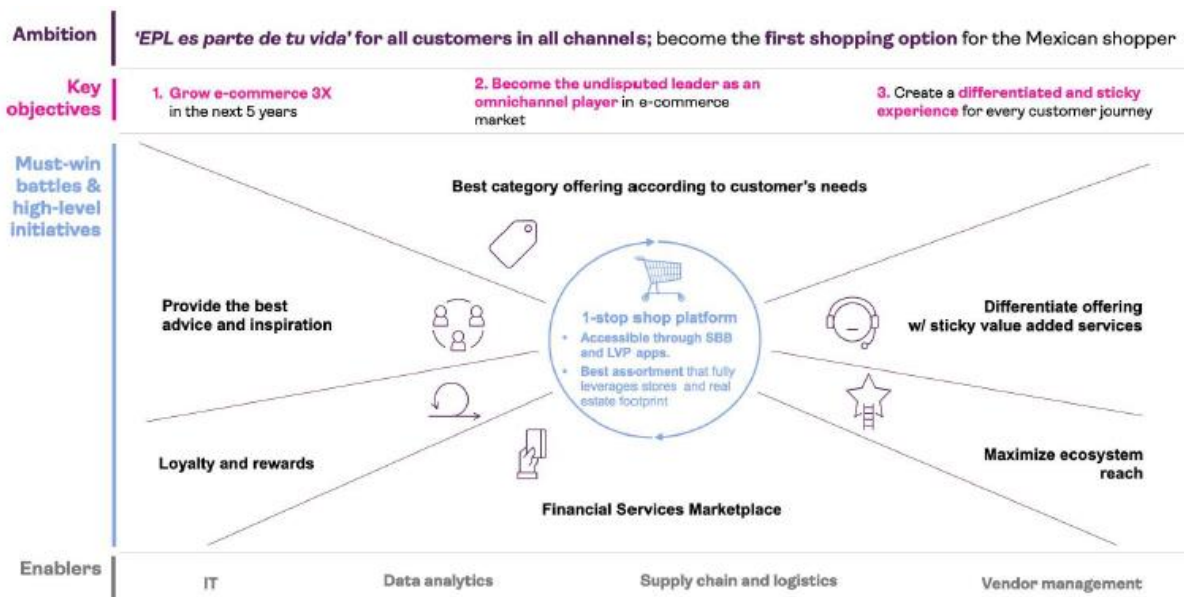 Ambition
‘EPL es parte de tu vida’ for all customers in all channels; become the first shopping option for the Mexican shopper
Key
objectives
1. Grow e-commerce 3X
in the next 5 years
2. Become the undisputed leader as an
omnichannel player in e-commerce
market
3. Create a differentiated and sticky
experience for every customer journey
Must-win
battles &
high-level
initiatives
Best category offering according to customer's needs
Provide the best
advice and inspiration
1-stop shop platform
• Accessible through SBB
and LVP apps.
• Best assortment that fully
leverages stores and real
estate footprint
Differentiate offering
w/ sticky value added services
Loyalty and rewards
Maximize ecosystem
reach
Financial Services Marketplace
Enablers
IT
Data analytics
Supply chain and logistics
Vendor management